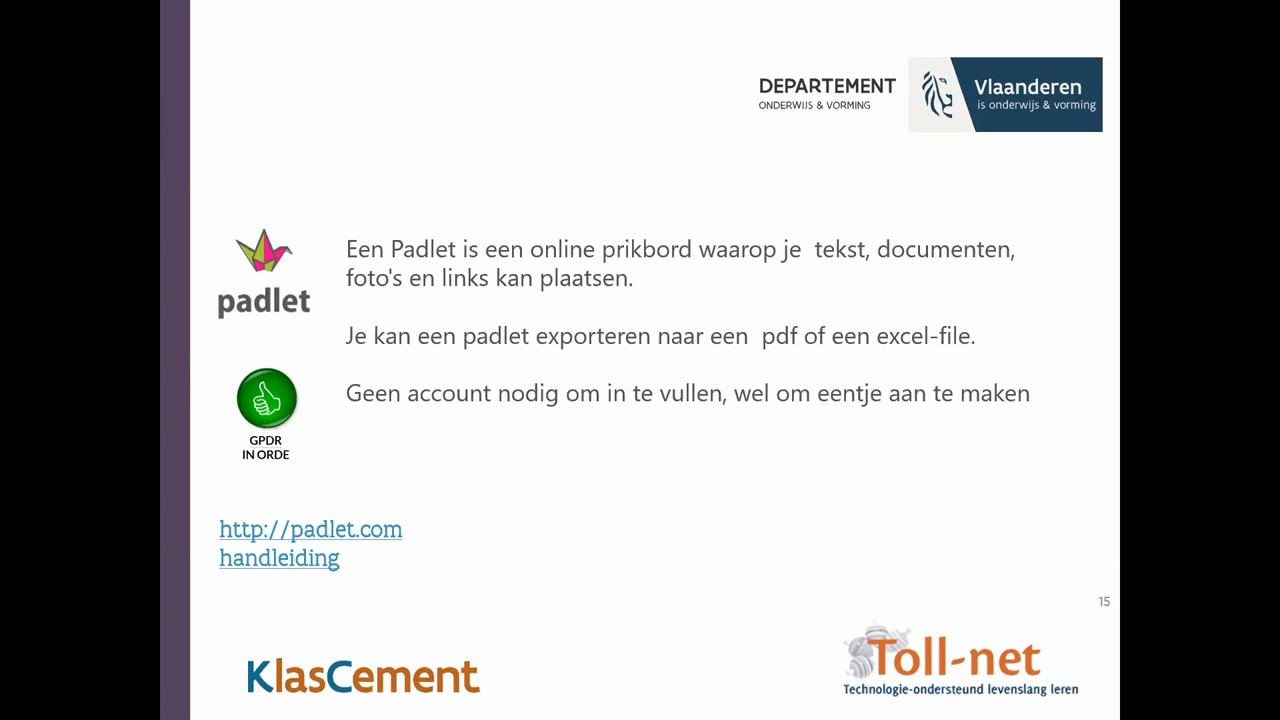 DEPARTEMENT
ONDERWIJS & VORMING
Vlaanderen
is onderwijs & vorming
padlet
Een Padlet is een online prikbord waarop je  tekst, documenten,
foto's en links kan plaatsen.
Je kan een padlet exporteren naar een  pdf of een excel-file.
Geen account nodig om in te vullen, wel om eentje aan te maken
GPDR
IN ORDE
http://padlet.com
handleiding
15
KlasCement
Toll-net
Technologie-ondersteund levenslang leren